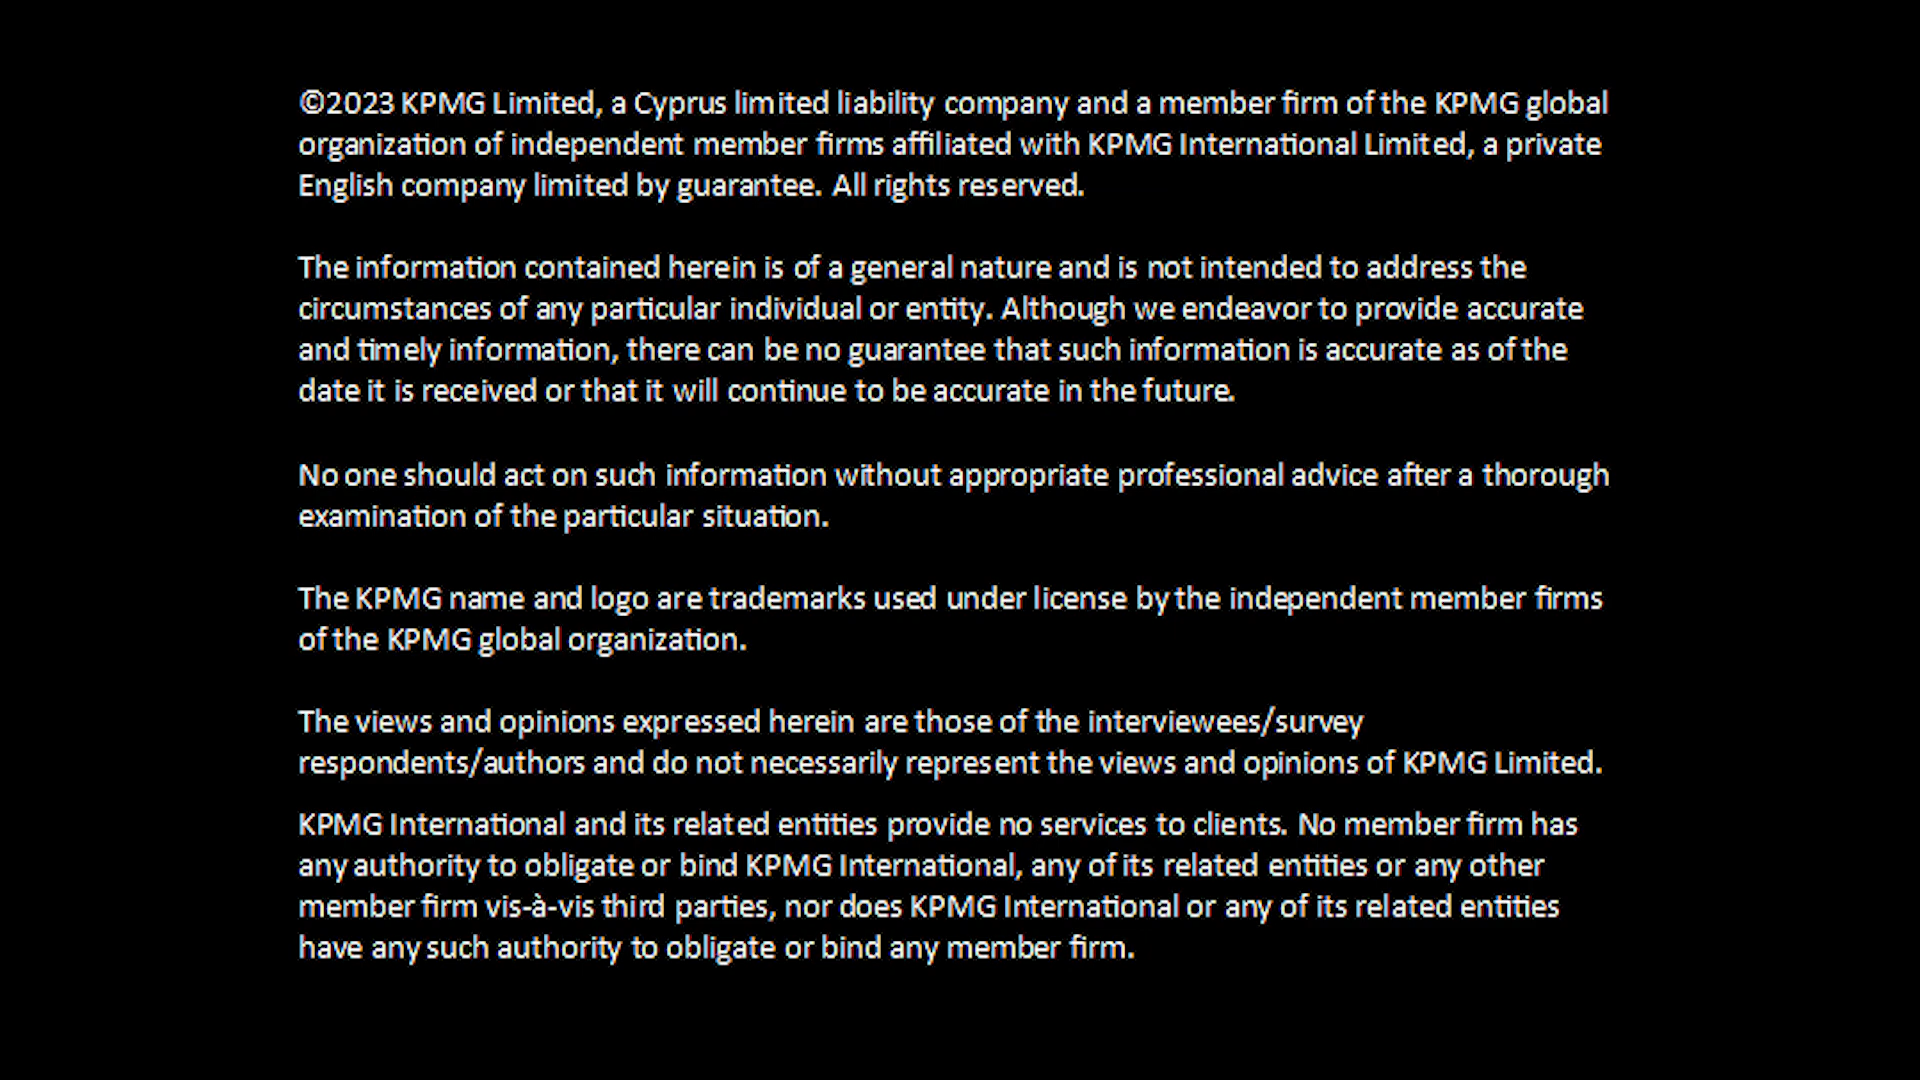 ©2023 KPMG Limited, a Cyprus limited liability company and a member firm of the KPMG global
organization of independent member firms affiliated with KPMG International Limited, a private
English company limited by guarantee. All rights reserved.
The information contained herein is of a general nature and is not intended to address the
circumstances of any particular individual or entity. Although we endeavor to provide accurate
and timely information, there can be no guarantee that such information is accurate as of the
date it is received or that it will continue to be accurate in the future.
No one should act on such information without appropriate professional advice after a thorough
examination of the particular situation.
The KPMG name and logo are trademarks used under license by the independent member firms
of the KPMG global organization.
The views and opinions expressed herein are those of the interviewees/survey
respondents/authors and do not necessarily represent the views and opinions of KPMG Limited.
KPMG International and its related entities provide no services to clients. No member firm has
any authority to obligate or bind KPMG International, any of its related entities or any other
member firm vis-à-vis third parties, nor does KPMG International or any of its related entities
have any such authority to obligate or bind any member firm.